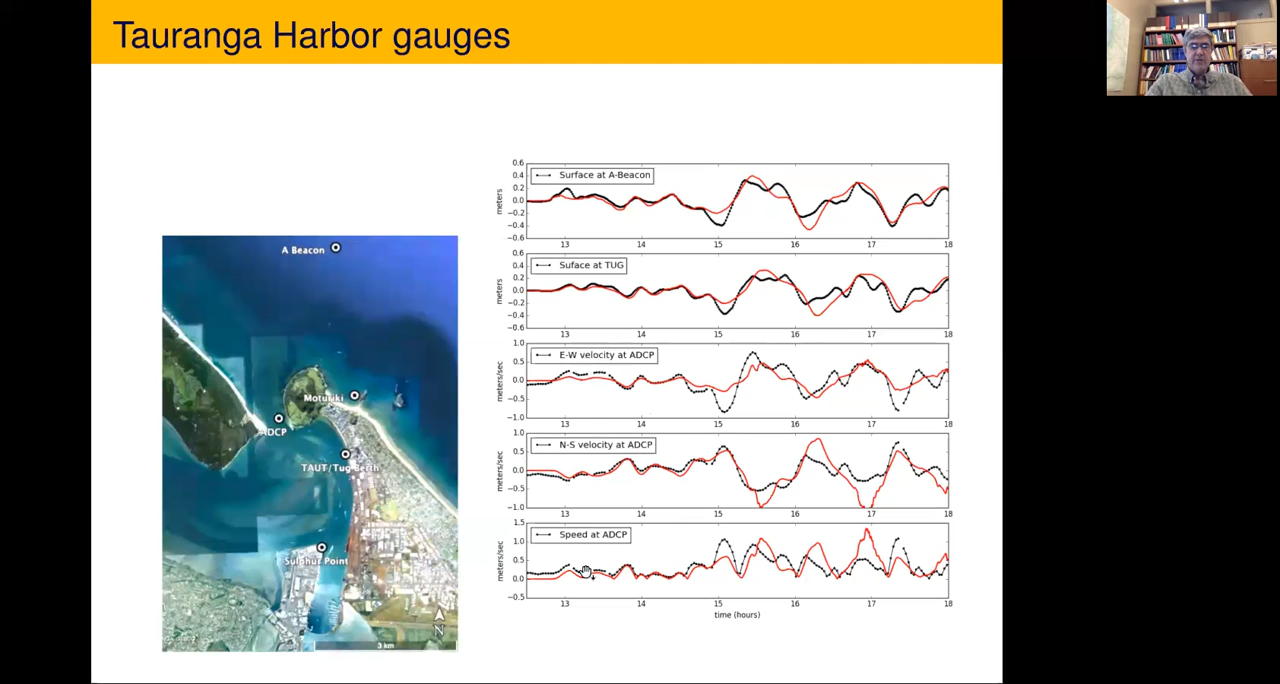 Tauranga Harbor gauges
A Beacon
Moturiki
ADCP
TAUT/Tug Berth
Sulphur Point
N
3 km
0.6
0.4
0.2
0.0
−0.2
−0.4
−0.6
meters
Surface at A-Beacon
13 14 15 16 17 18
0.6
0.4
0.2
0.0
−0.2
−0.4
−0.6
meters
Suface at TUG
13 14 15 16 17 18
1.0
0.5
0.0
−0.5
−1.0
meters/sec
E-W velocity at ADCP
13 14 15 16 17 18
1.0
0.5
0.0
−0.5
−1.0
meters/sec
N-S velocity at ADCP
13 14 15 16 17 18
1.5
1.0
0.5
0.0
−0.5
meters/sec
Speed at ADCP
13 14 15 16 17 18
time (hours)